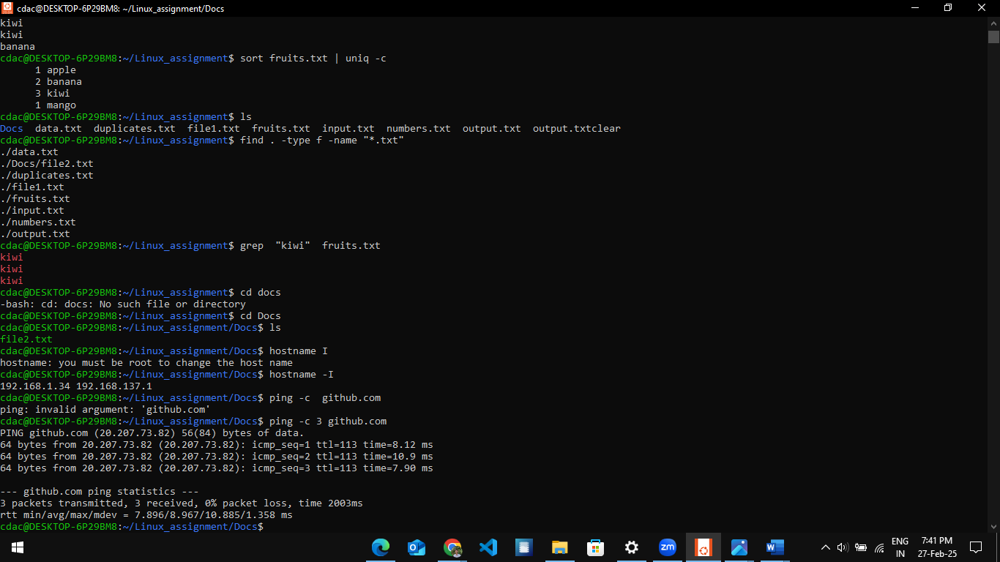 cdac@DESKTOP-6P29BM8: ~/Linux_assignment/Docs
kiwi
kiwi
banana
cdac@DESKTOP-6P29BM8:~/Linux_assignment$ sort fruits.txt | uniq -c
      1 apple
      2 banana
      3 kiwi
      1 mango
cdac@DESKTOP-6P29BM8:~/Linux_assignment$ ls
Docs  data.txt  duplicates.txt  file1.txt  fruits.txt  input.txt  numbers.txt  output.txt  output.txtclear
cdac@DESKTOP-6P29BM8:~/Linux_assignment$ find . -type f -name "*.txt"
./data.txt
./Docs/file2.txt
./duplicates.txt
./file1.txt
./fruits.txt
./input.txt
./numbers.txt
./output.txt
cdac@DESKTOP-6P29BM8:~/Linux_assignment$ grep  "kiwi"  fruits.txt
kiwi
kiwi
kiwi
cdac@DESKTOP-6P29BM8:~/Linux_assignment$ cd docs
-bash: cd: docs: No such file or directory
cdac@DESKTOP-6P29BM8:~/Linux_assignment$ cd Docs
cdac@DESKTOP-6P29BM8:~/Linux_assignment/Docs$ ls
file2.txt
cdac@DESKTOP-6P29BM8:~/Linux_assignment/Docs$ hostname I
hostname: you must be root to change the host name
cdac@DESKTOP-6P29BM8:~/Linux_assignment/Docs$ hostname -I
192.168.1.34 192.168.137.1
cdac@DESKTOP-6P29BM8:~/Linux_assignment/Docs$ ping -c  github.com
ping: invalid argument: 'github.com'
cdac@DESKTOP-6P29BM8:~/Linux_assignment/Docs$ ping -c 3 github.com
PING github.com (20.207.73.82) 56(84) bytes of data.
64 bytes from 20.207.73.82 (20.207.73.82): icmp_seq=1 ttl=113 time=8.12 ms
64 bytes from 20.207.73.82 (20.207.73.82): icmp_seq=2 ttl=113 time=10.9 ms
64 bytes from 20.207.73.82 (20.207.73.82): icmp_seq=3 ttl=113 time=7.90 ms
--- github.com ping statistics ---
3 packets transmitted, 3 received, 0% packet loss, time 2003ms
rtt min/avg/max/mdev = 7.896/8.967/10.885/1.358 ms
cdac@DESKTOP-6P29BM8:~/Linux_assignment/Docs$
zm
ENG
IN
7:41 PM
27-Feb-25